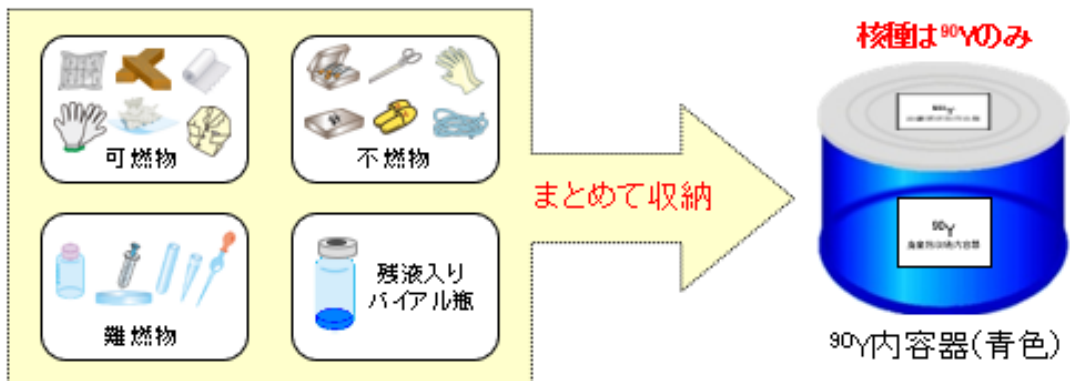 可燃物
不燃物
難燃物
残液入り
バイアル瓶
まとめて収納
核種は⁹⁰Yのみ
⁹⁰Y
⁹⁰Y内容器(青色)